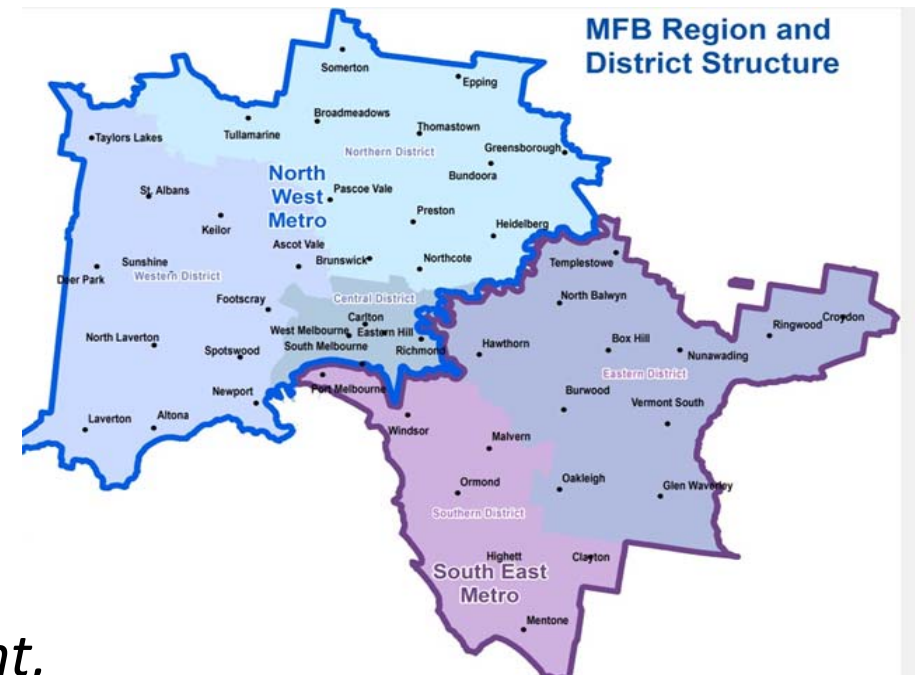 MFB Region and
District Structure
Somerton
Epping
Broadmeadows
Taylors Lakes
Tullamarine
Thomastown
Northern District
Greensborough
Bundoora
North
West
Metro
St. Albans
Pascoe Vale
Keilor
Preston
Heidelberg
Ascot Vale
Brunswick
Northcote
Templestowe
Sunshine
Deer Park
Western District
Footscray
Central District
North Balwyn
Carlton
West Melbourne
Eastern Hill
Ringwood
Croydon
North Laverton
South Melbourne
Richmond
Hawthorn
Box Hill
Nunawading
Spotswood
Eastern District
Newport
Port Melbourne
Burwood
Vermont South
Laverton
Altona
Windsor
Malvern
Ormond
Oakleigh
Glen Waverley
Southern District
Highett
Clayton
South East
Metro
Mentone
nt.